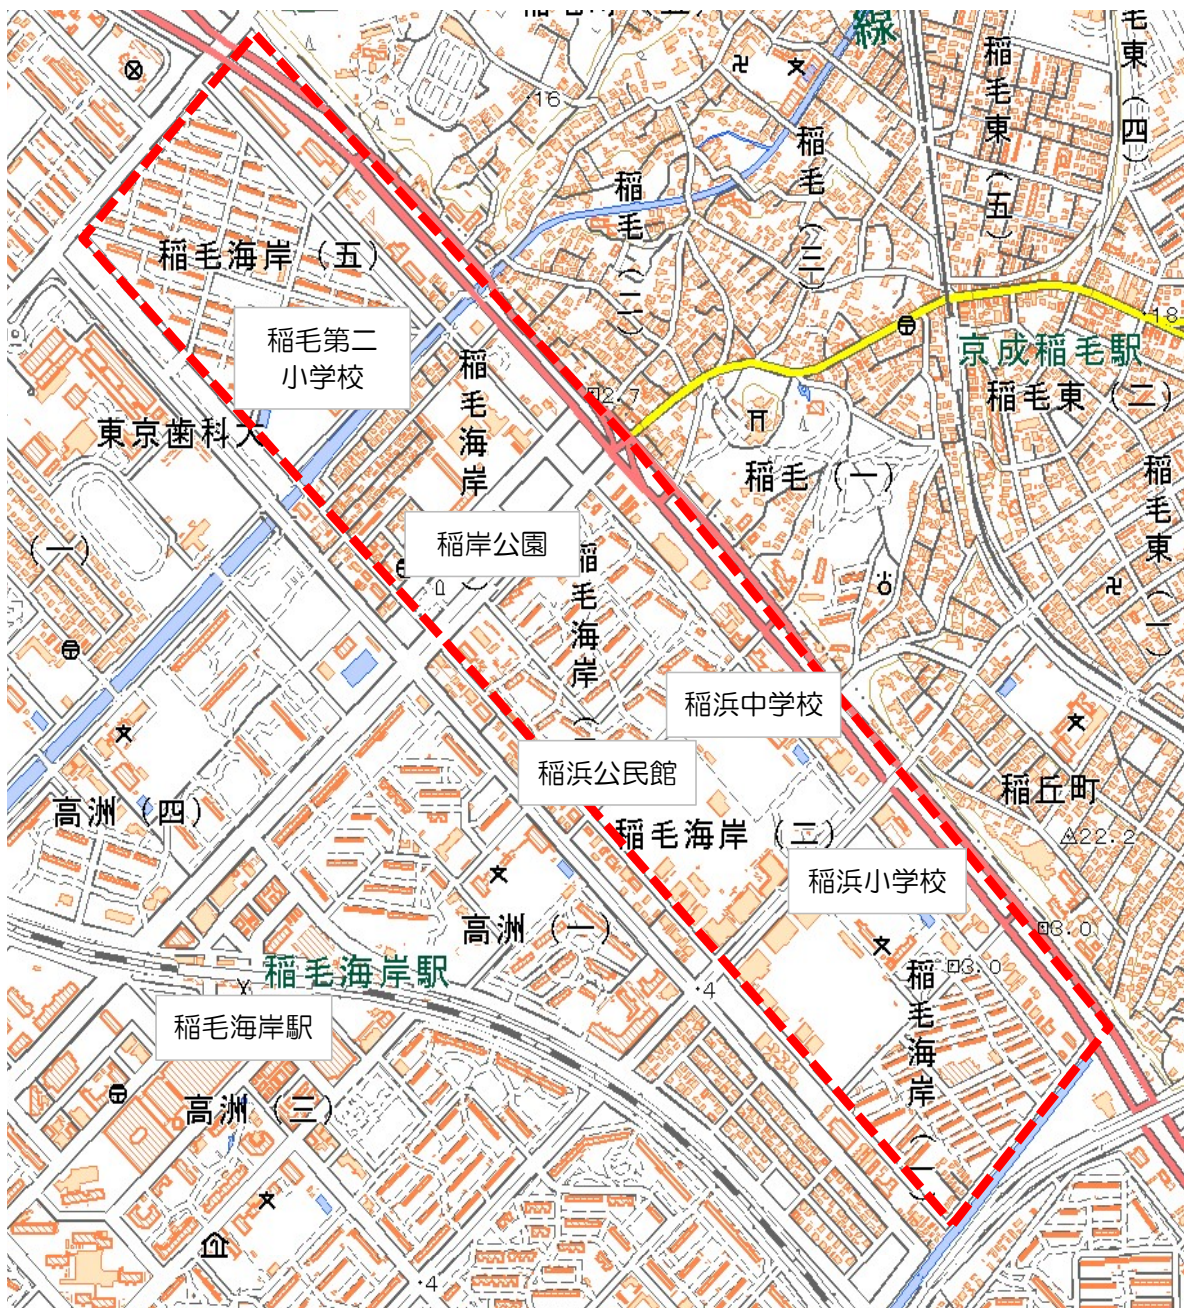 線
稲毛東(四)
稲毛東(五)
16
稲毛(三)
稲毛(二)
稲毛海岸(五)
稲毛第二
小学校
18
京成稲毛駅
稲毛東(二)
稲毛海岸
2.7
東京歯科大
稲毛(一)
稲毛東(一)
(一)
稲岸公園
稲毛海岸(三)
稲浜中学校
稲浜公民館
稲丘町
高洲(四)
22.2
稲毛海岸(二)
稲浜小学校
高洲(一)
3.0
3.0
稲毛海岸駅
4
稲毛海岸(一)
稲毛海岸駅
高洲(三)
4